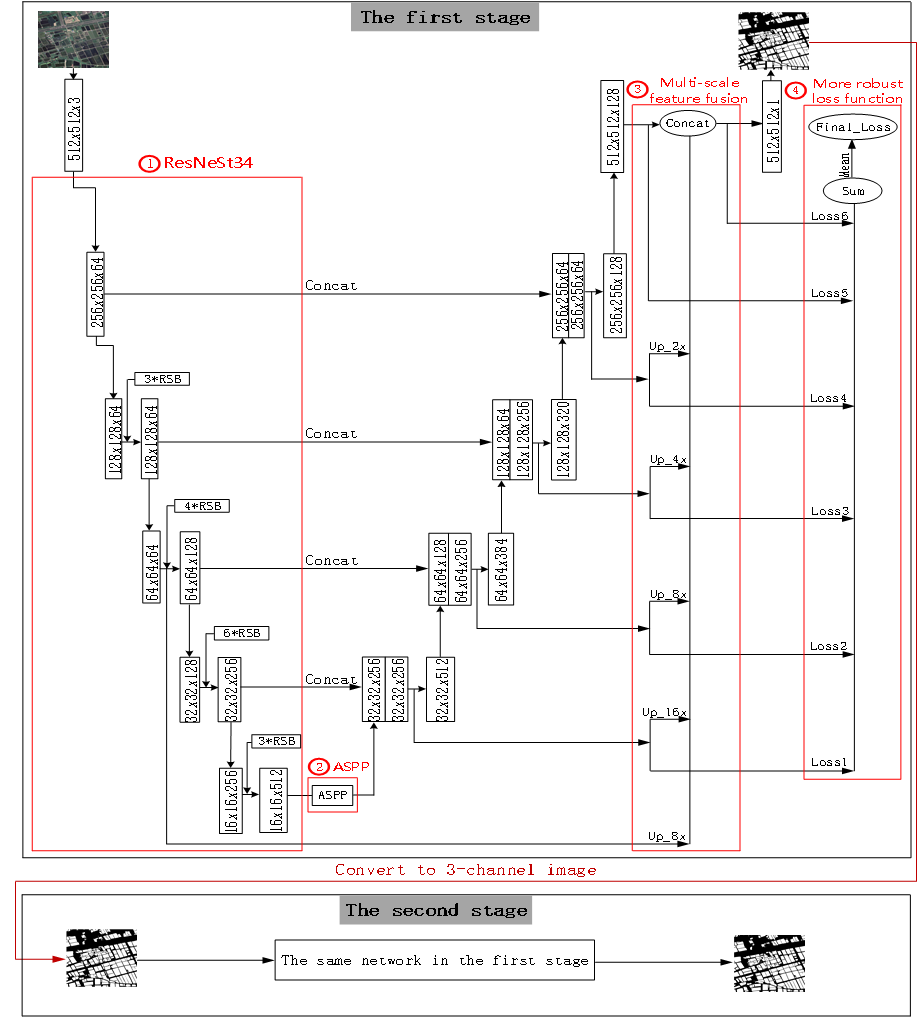 The first stage
512x512x3
① ResNeSt34
256x256x64
3*RSB
128x128x64
128x128x64
4*RSB
64x64x64
64x64x128
6*RSB
32x32x128
32x32x256
3*RSB
16x16x256
16x16x512
② ASPP
ASPP
Concat
Concat
Concat
Concat
32x32x256
32x32x256
32x32x512
64x64x128
64x64x256
64x64x384
128x128x64
128x128x256
128x128x320
256x256x64
256x256x64
256x256x128
512x512x128
③ Multi-scale
feature fusion
Concat
Up_2x
Up_4x
Up_8x
Up_16x
Up_8x
512x512x1
④ More robust
loss function
Final_Loss
Mean
Sum
Loss6
Loss5
Loss4
Loss3
Loss2
Loss1
Convert to 3-channel image
The second stage
The same network in the first stage